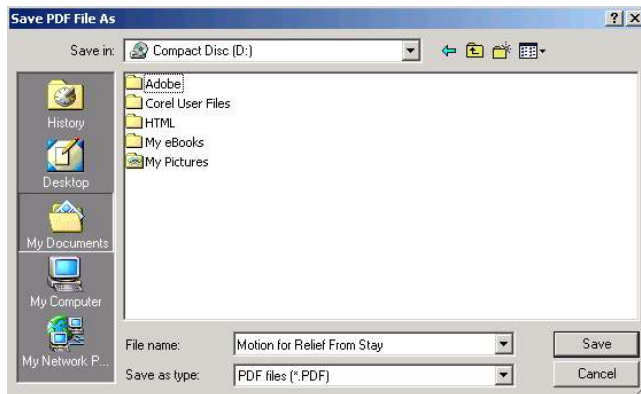 Save PDF File As
Save in: Compact Disc (D:)
History
Desktop
My Documents
My Computer
My Network P...
Adobe
Corel User Files
HTML
My eBooks
My Pictures
File name: Motion for Relief From Stay Save
Save as type: PDF files (*.PDF) Cancel